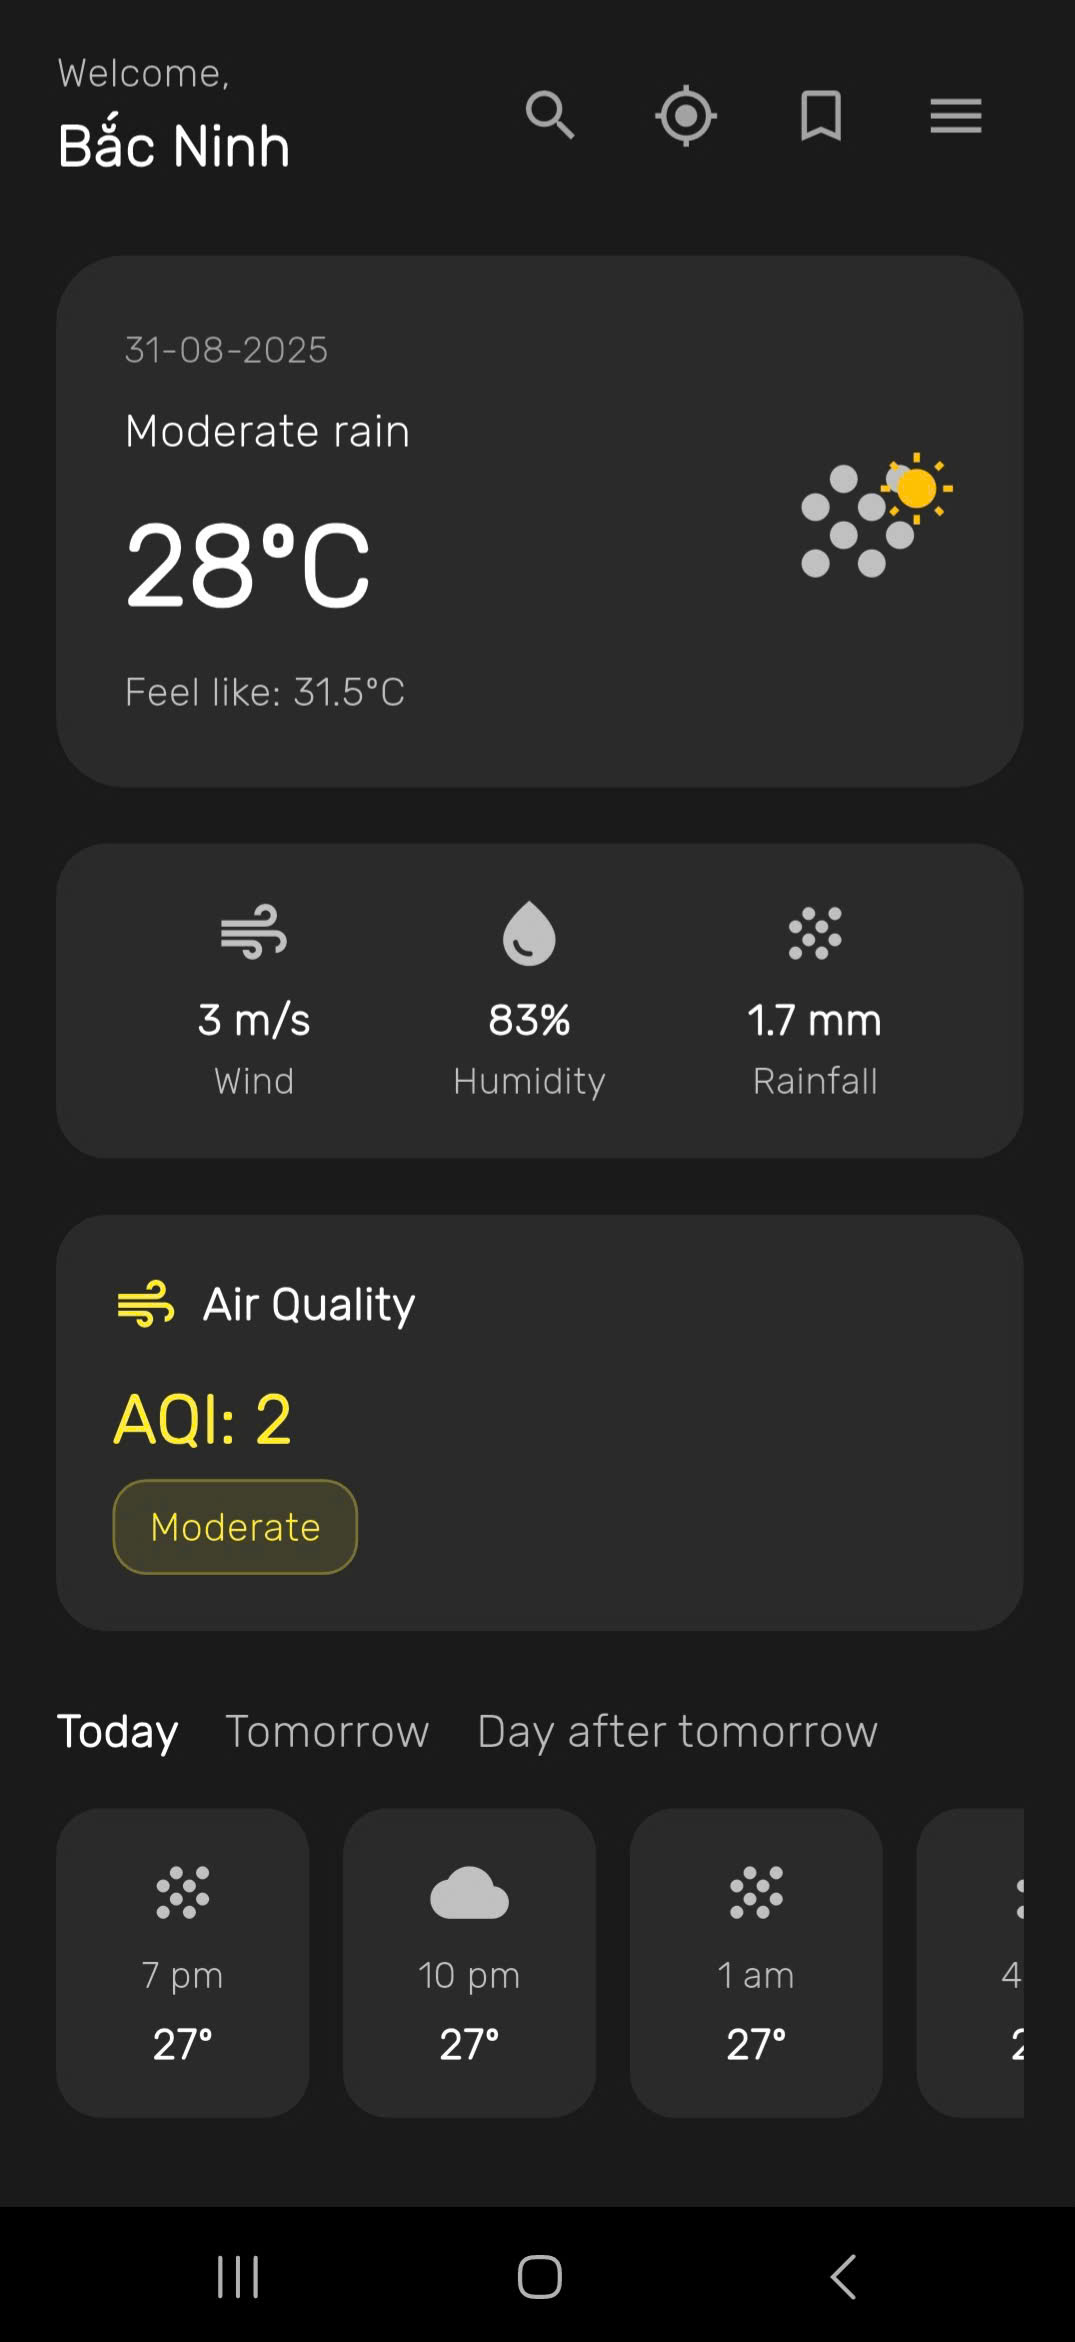 Welcome,
Bắc Ninh
31-08-2025
Moderate rain
28°C
Feel like: 31.5°C
3 m/s
83%
1.7 mm
Wind
Humidity
Rainfall
Air Quality
AQI: 2
Moderate
Today
Tomorrow
Day after tomorrow
7 pm
10 pm
1 am
4
27°
27°
27°